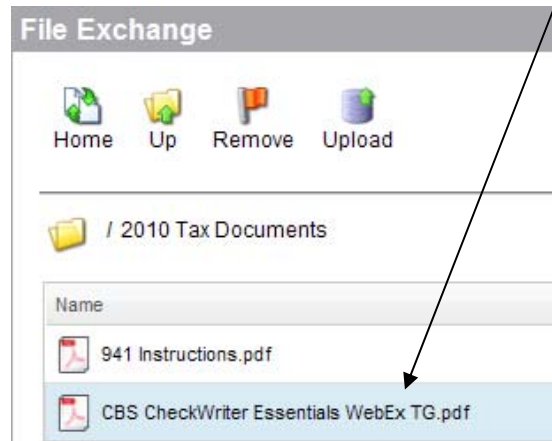 File Exchange
Home Up Remove Upload
/ 2010 Tax Documents
Name
941 Instructions.pdf
CBS CheckWriter Essentials WebEx TG.pdf